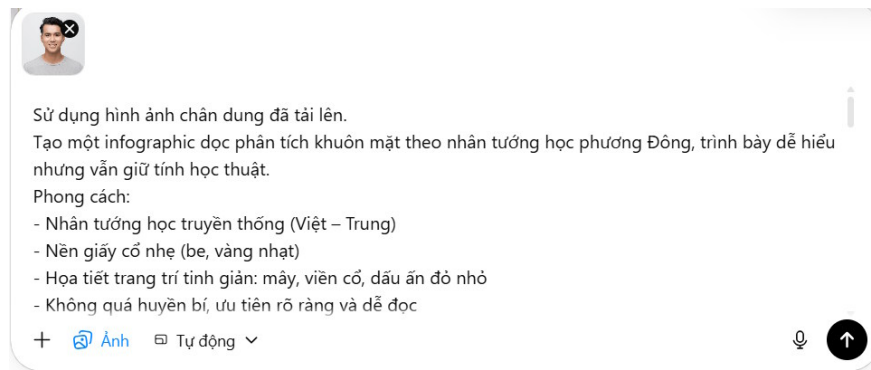 Sử dụng hình ảnh chân dung đã tải lên.
Tạo một infographic dọc phân tích khuôn mặt theo nhân tướng học phương Đông, trình bày dễ hiểu
nhưng vẫn giữ tính học thuật.
Phong cách:
- Nhân tướng học truyền thống (Việt – Trung)
- Nền giấy cổ nhẹ (be, vàng nhạt)
- Họa tiết trang trí tinh giản: mây, viền cổ, dấu ấn đỏ nhỏ
- Không quá huyền bí, ưu tiên rõ ràng và dễ đọc
Ảnh Tự động